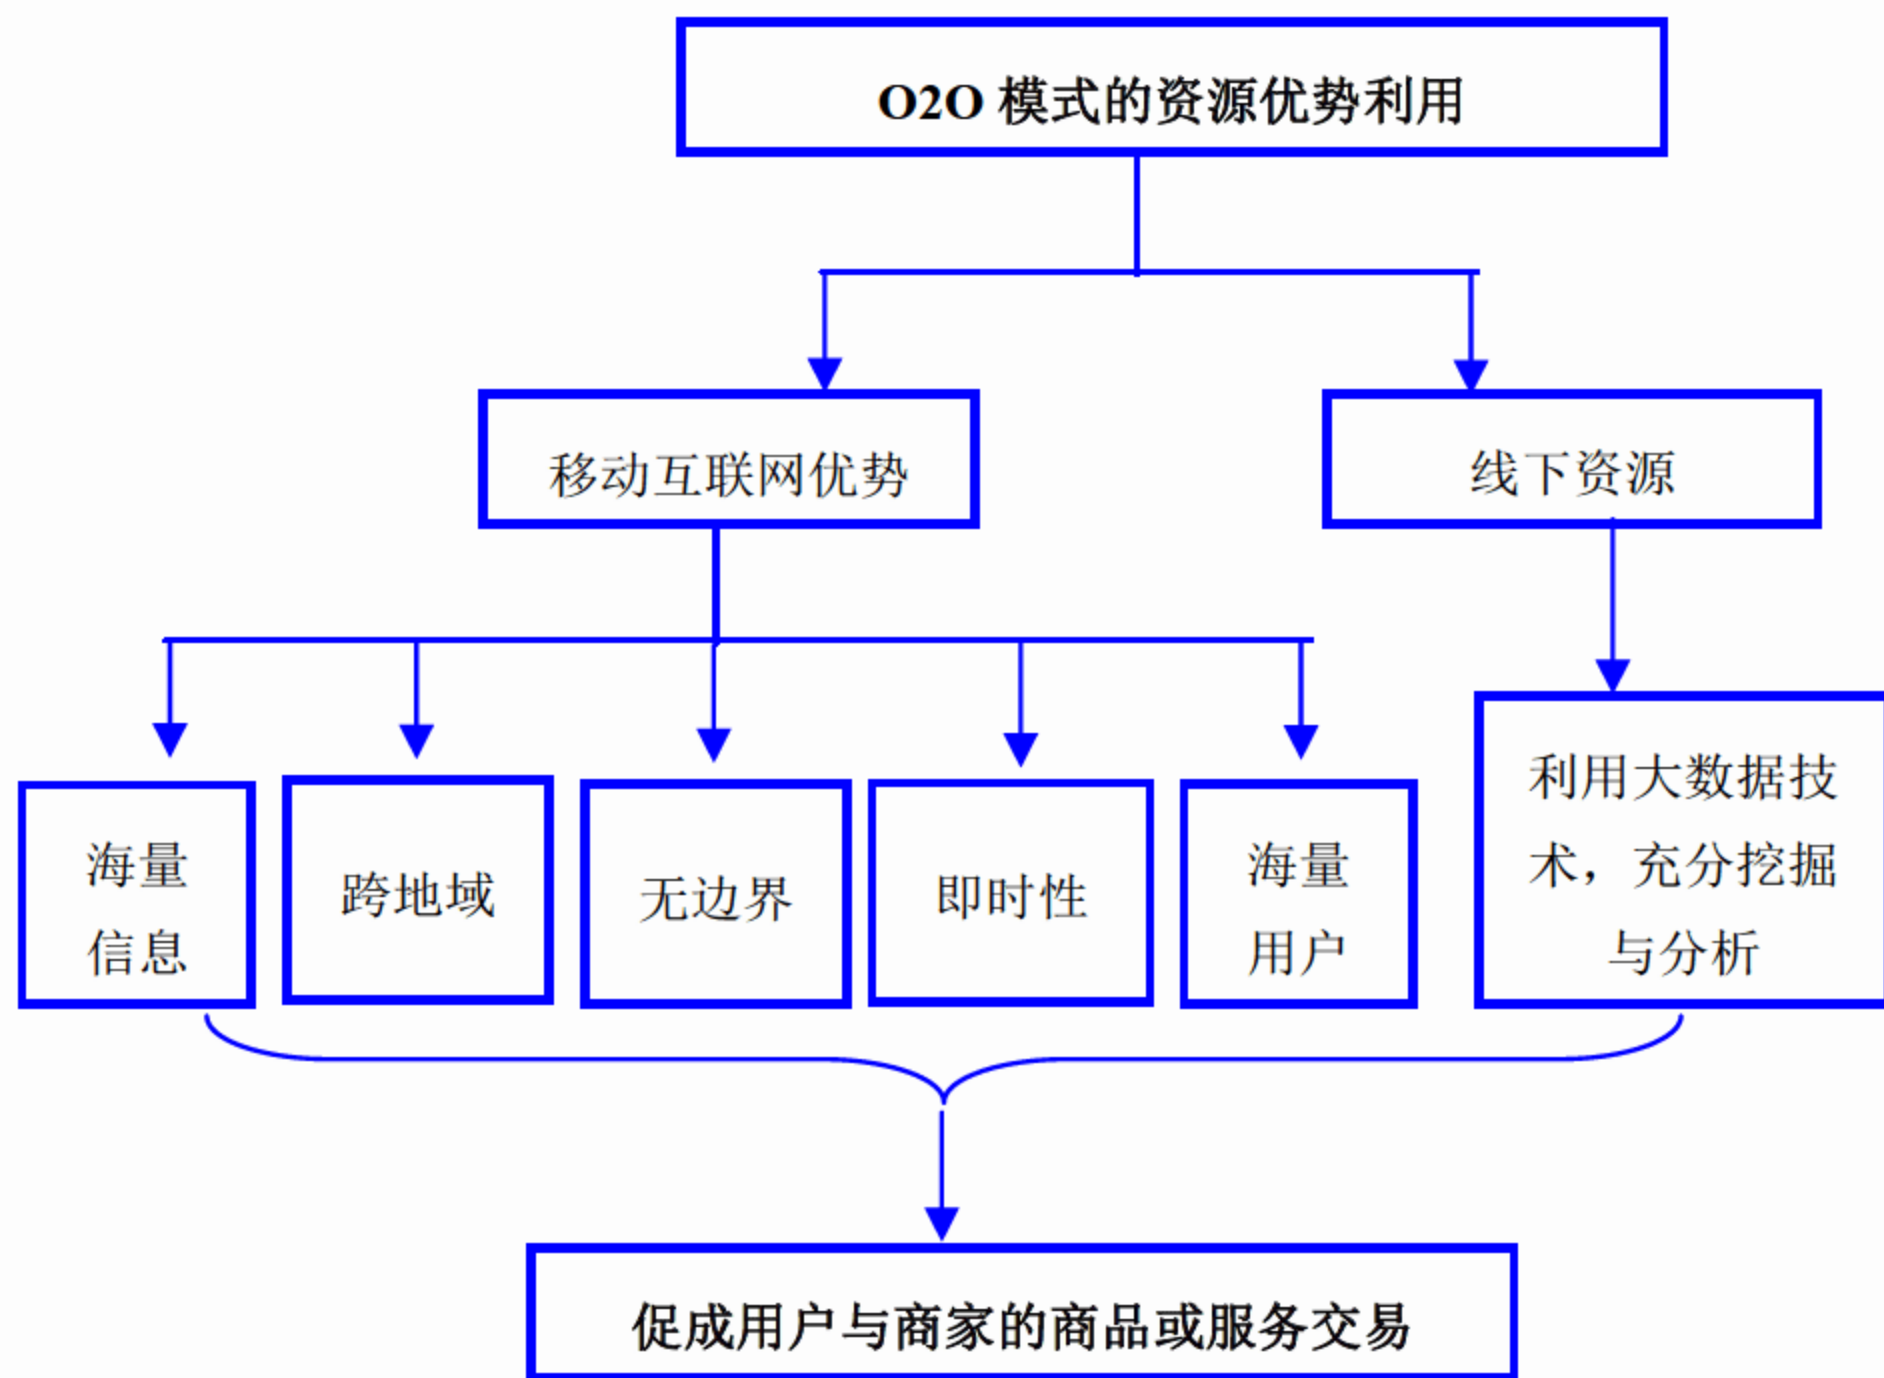 O2O 模式的资源优势利用
移动互联网优势
线下资源
海量
信息
跨地域
无边界
即时性
海量
用户
利用大数据技
术，充分挖掘
与分析
促成用户与商家的商品或服务交易